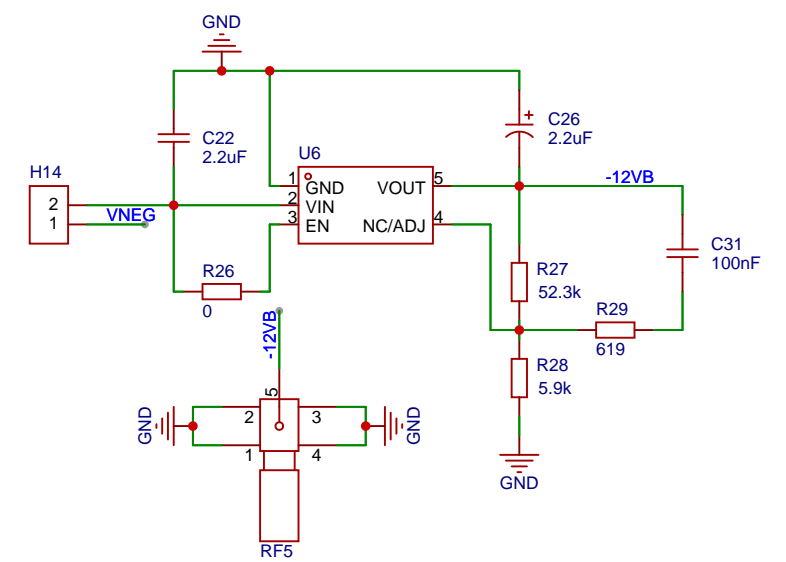 GND
C22
2.2uF
C26
2.2uF
U6
H14
2
1
VNEG
1
GND
2
VIN
3
EN
VOUT
5
NC/ADJ
4
-12VB
C31
100nF
R27
52.3k
R26
0
R29
619
R28
5.9k
-12VB
5
2
3
GND
GND
1
4
GND
RF5